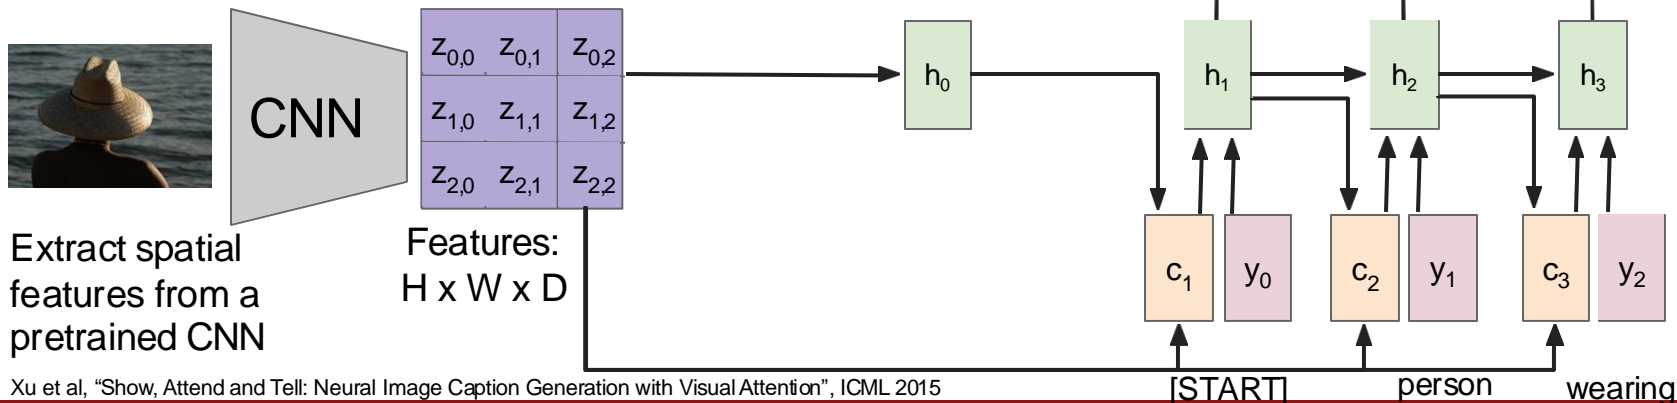 CNN
z0,0 z0,1 z0,2
z1,0 z1,1 z1,2
z2,0 z2,1 z2,2
h0
h1
h2
h3
Extract spatial
features from a
pretrained CNN
Features:
H x W x D
c1
y0
c2
y1
c3
y2
[START]
person
wearing
Xu et al, “Show, Attend and Tell: Neural Image Caption Generation with Visual Attention”, ICML 2015